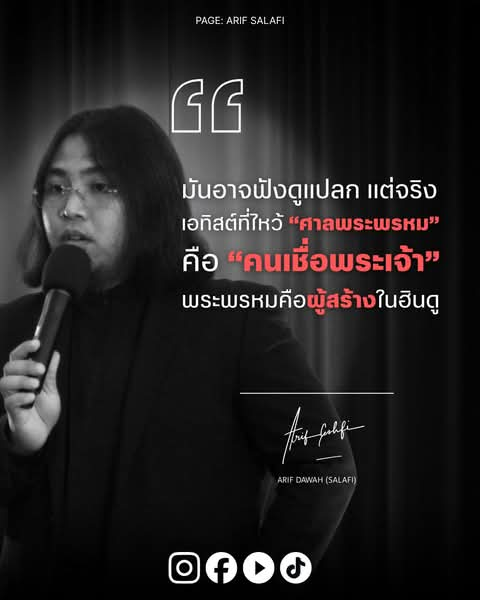 PAGE: ARIF SALAFI
มันอาจฟังดูแปลก แต่จริง
เอทิสต์ที่ไหว้ “ศาลพระพรหม”
คือ “คนเชื่อพระเจ้า”
พระพรหมคือผู้สร้างในฮินดู
Arif Salafi
ARIF DAWAH (SALAFI)